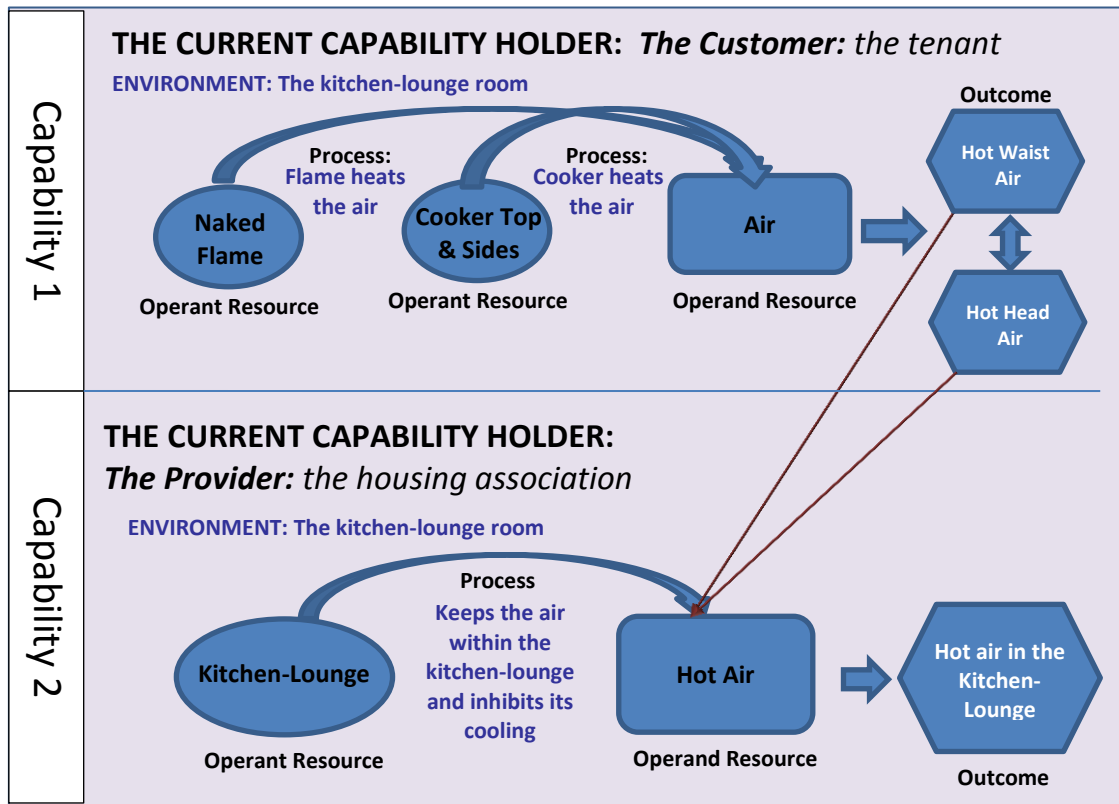 Capability 1
THE CURRENT CAPABILITY HOLDER: The Customer: the tenant
ENVIRONMENT: The kitchen-lounge room
Outcome
Process:
Flame heats
the air
Process:
Cooker heats
the air
Naked
Flame
Cooker Top
& Sides
Air
Hot Waist
Air
Operant Resource
Operant Resource
Operand Resource
Hot Head
Air
Capability 2
THE CURRENT CAPABILITY HOLDER:
The Provider: the housing association
ENVIRONMENT: The kitchen-lounge room
Process
Keeps the air
within the
kitchen-lounge
and inhibits its
cooling
Kitchen-Lounge
Hot Air
Hot air in the
Kitchen-
Lounge
Operant Resource
Operand Resource
Outcome